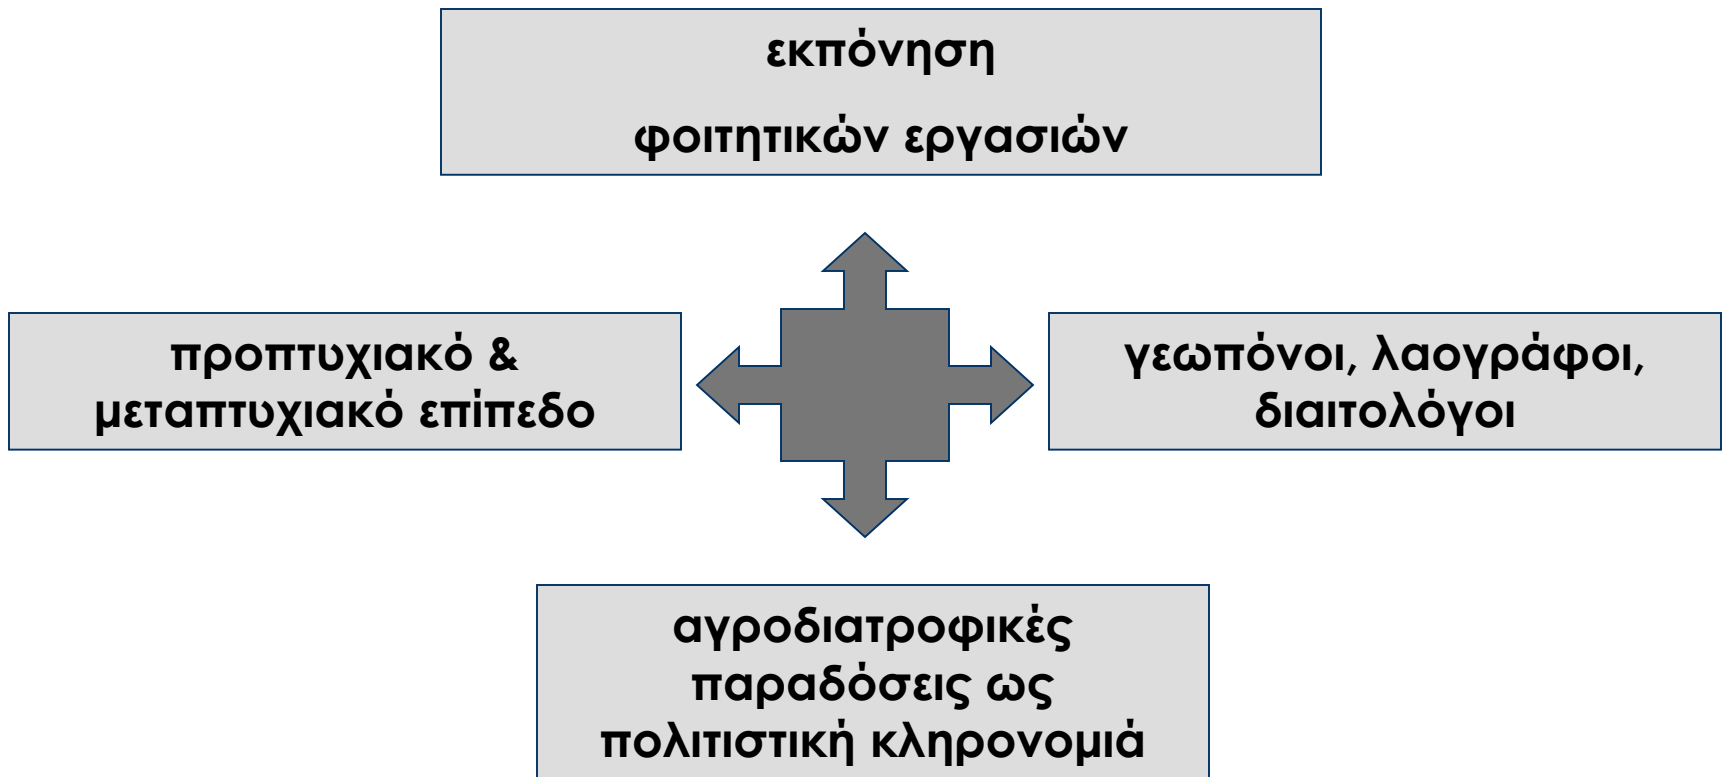 εκπόνηση
φοιτητικών εργασιών
προπτυχιακό &
μεταπτυχιακό επίπεδο
γεωπόνοι, λαογράφοι,
διαιτολόγοι
αγροδιατροφικές
παραδόσεις ως
πολιτιστική κληρονομιά